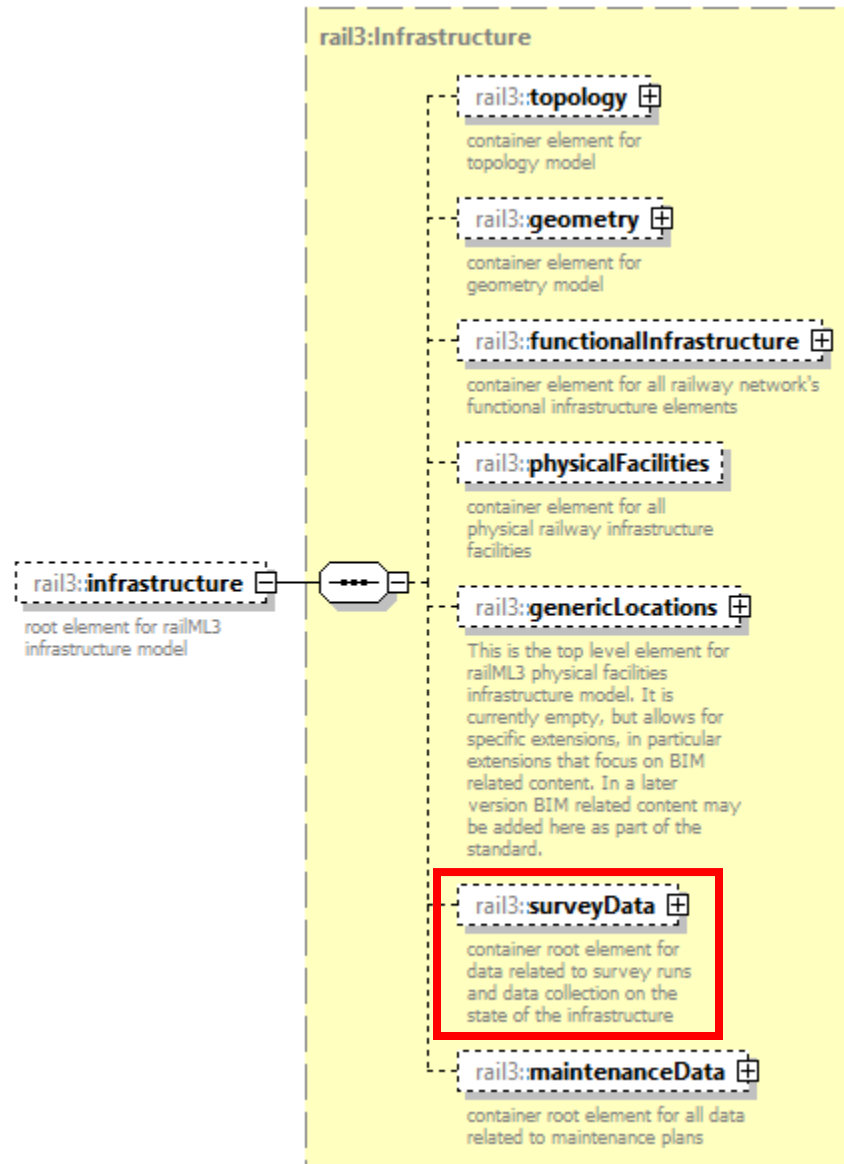 rail3:Infrastructure
rail3::topology
container element for
topology model
rail3::geometry
container element for
geometry model
rail3::functionalInfrastructure
container element for all railway network's
functional infrastructure elements
rail3::physicalFacilities
container element for all
physical railway infrastructure
facilities
rail3::infrastructure
root element for railML3
infrastructure model
rail3::genericLocations
This is the top level element for
railML3 physical facilities
infrastructure model. It is
currently empty, but allows for
specific extensions, in particular
extensions that focus on BIM
related content. In a later
version BIM related content may
be added here as part of the
standard.
rail3::surveyData
container root element for
data related to survey runs
and data collection on the
state of the infrastructure
rail3::maintenanceData
container root element for all data
related to maintenance plans